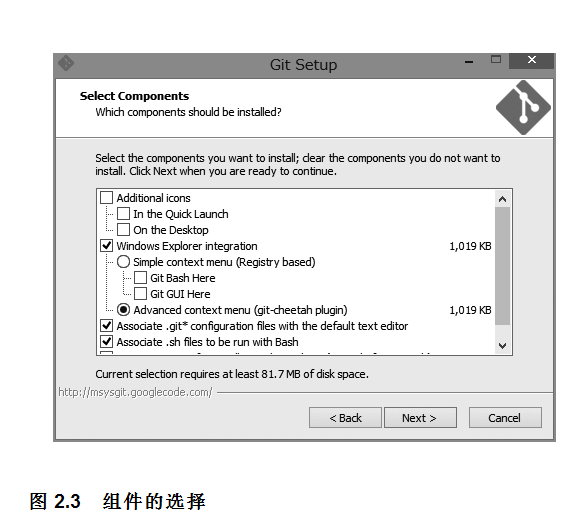 Git Setup
Select Components
Which components should be installed?
Select the components you want to install; clear the components you do not want to
install. Click Next when you are ready to continue.
Additional icons
In the Quick Launch
On the Desktop
Windows Explorer integration 1,019 KB
Simple context menu (Registry based)
Git Bash Here
Git GUI Here
Advanced context menu (git-cheetah plugin) 1,019 KB
Associate .git* configuration files with the default text editor
Associate .sh files to be run with Bash
Current selection requires at least 81.7 MB of disk space.
http://msysgit.googlecode.com/
< Back Next > Cancel
图 2.3 组件的选择